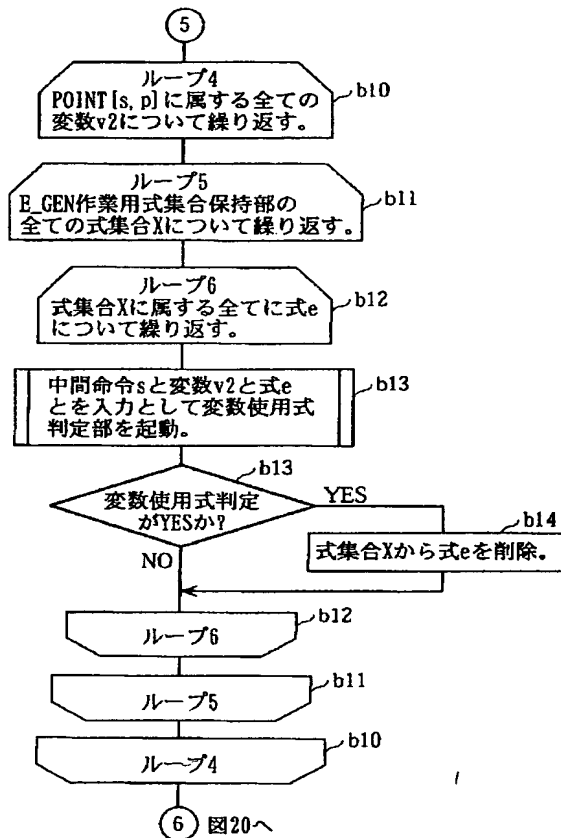 5
ループ4
b10
POINT[s,p]に属する全ての
変数v2について繰り返す。
ループ5
b11
E_GEN作業用式集合保持部の
全ての式集合Xについて繰り返す。
ループ6
b12
式集合Xに属する全てに式e
について繰り返す。
b13
中間命令sと変数v2と式e
とを入力として変数使用式
判定部を起動。
b13
変数使用式判定
がYESか?
YES
b14
式集合Xから式eを削除。
NO
b12
ループ6
b11
ループ5
b10
ループ4
6 図20へ